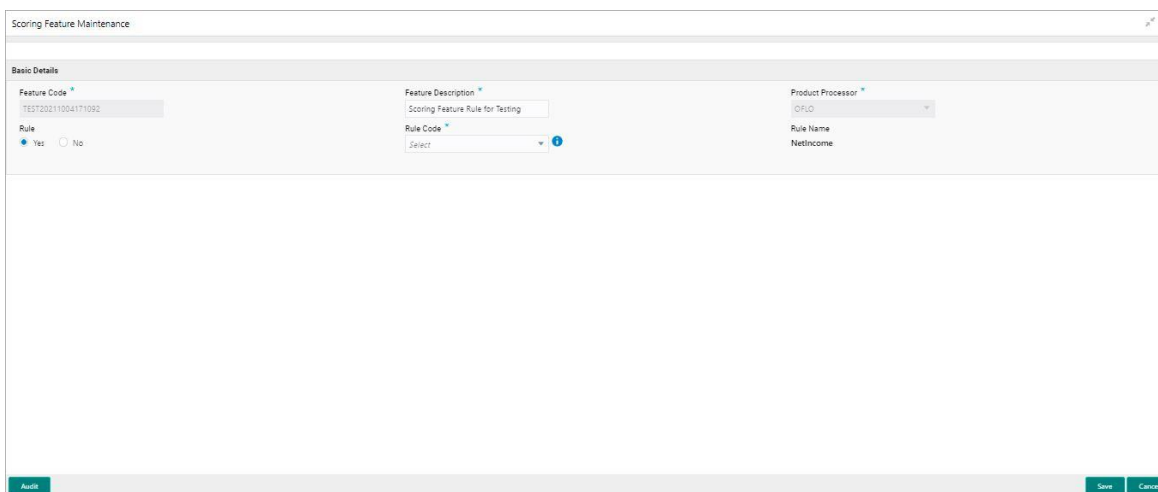 Scoring Feature Maintenance
Basic Details
Feature Code *
Feature Description *
Product Processor *
TEST20211004171092
Scoring Feature Rule for Testing
OFLO
Rule
Rule Code *
Rule Name
Yes No
Select
NetIncome
Audit
Save
Cance